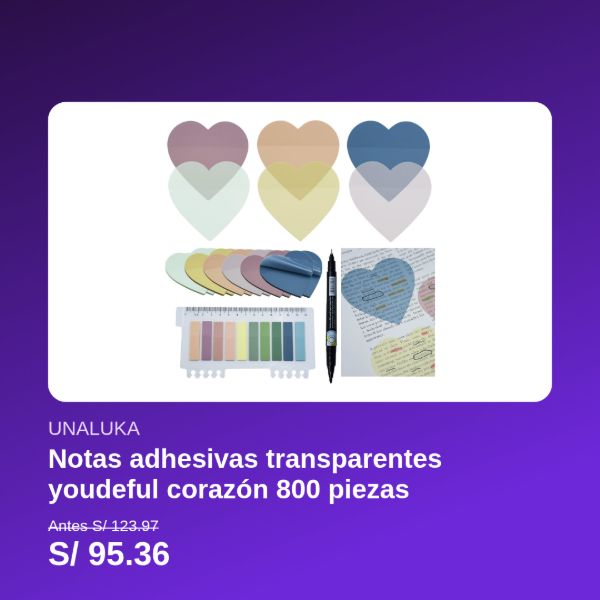 UNALUKA
Notas adhesivas transparentes
youdeful corazón 800 piezas
Antes S/ 123.97
S/ 95.36